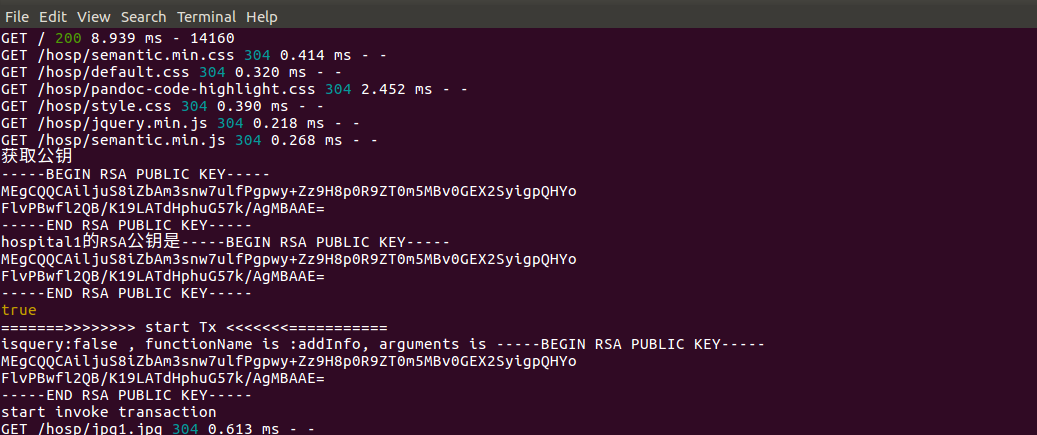 File Edit View Search Terminal Help
GET / 200 8.939 ms - 14160
GET /hosp/semantic.min.css 304 0.414 ms - -
GET /hosp/default.css 304 0.320 ms - -
GET /hosp/pandoc-code-highlight.css 304 2.452 ms - -
GET /hosp/style.css 304 0.390 ms - -
GET /hosp/jquery.min.js 304 0.218 ms - -
GET /hosp/semantic.min.js 304 0.268 ms - -
获取公钥
-----BEGIN RSA PUBLIC KEY-----
MEgCQQCAiljuS8iZbAm3snw7ulfPgpwy+Zz9H8p0R9ZT0m5MBv0GEX2SyigpQHYo
FlvPBwfl2QB/K19LATdHphuG57k/AgMBAAE=
-----END RSA PUBLIC KEY-----
hospital1的RSA公钥是-----BEGIN RSA PUBLIC KEY-----
MEgCQQCAiljuS8iZbAm3snw7ulfPgpwy+Zz9H8p0R9ZT0m5MBv0GEX2SyigpQHYo
FlvPBwfl2QB/K19LATdHphuG57k/AgMBAAE=
-----END RSA PUBLIC KEY-----
true
=======>>>>>>>> start Tx <<<<<<<===========
isquery:false , functionName is :addInfo, arguments is -----BEGIN RSA PUBLIC KEY-----
MEgCQQCAiljuS8iZbAm3snw7ulfPgpwy+Zz9H8p0R9ZT0m5MBv0GEX2SyigpQHYo
FlvPBwfl2QB/K19LATdHphuG57k/AgMBAAE=
-----END RSA PUBLIC KEY-----
start invoke transaction
GET /hosp/jpg1.jpg 304 0.613 ms - -